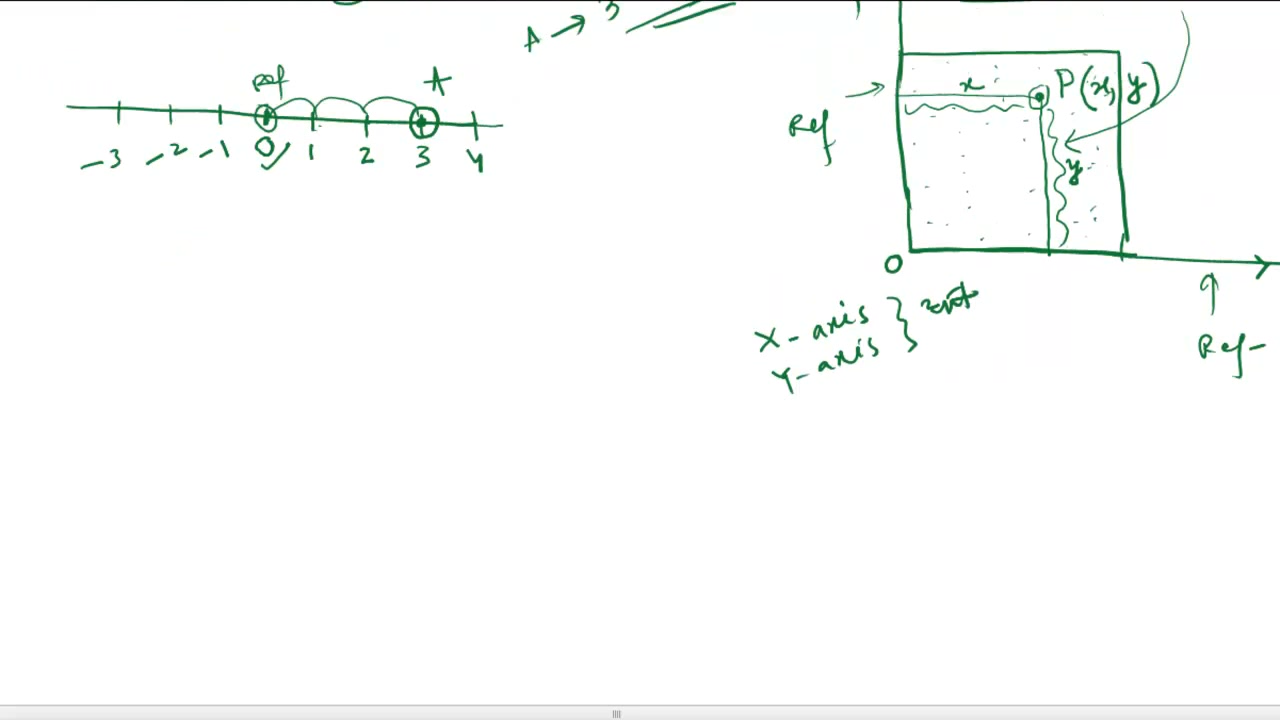 A → 3
Ref A
-3 -2 -1 0 1 2 3 4
x P(x, y)
Ref
y
0
X-axis
Y-axis
Ref-